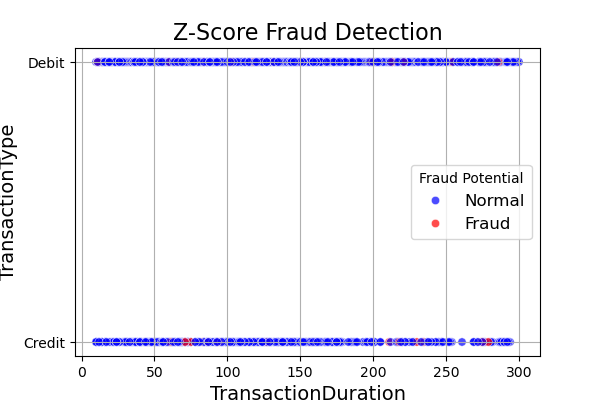 Z-Score Fraud Detection
Debit
TransactionType
Fraud Potential
Normal
Fraud
Credit
0 50 100 150 200 250 300
TransactionDuration